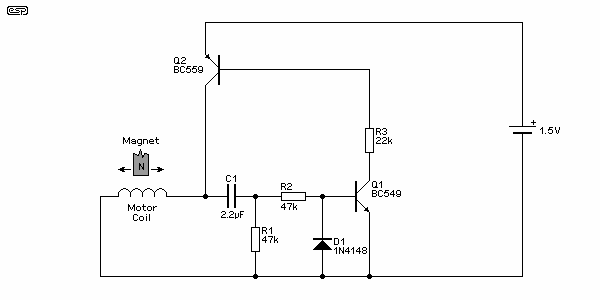 esp
Q2
BC559
R3
22k
+
1.5V
Magnet
N
C1
2.2µF
R2
47k
Q1
BC549
Motor
Coil
R1
47k
D1
1N4148